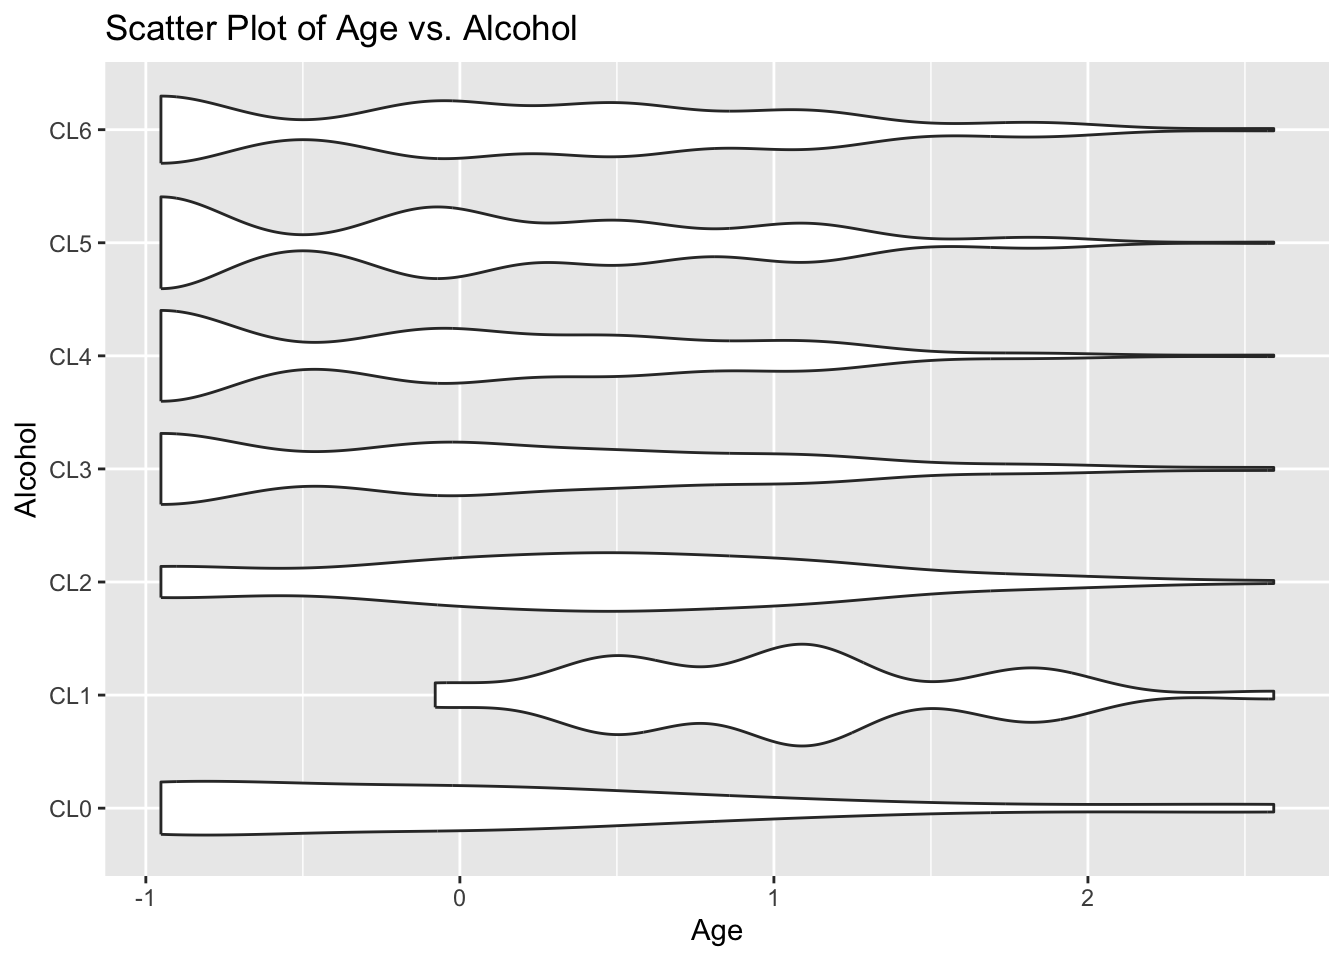 Scatter Plot of Age vs. Alcohol
CL6
CL5
CL4
CL3
CL2
CL1
CL0
Alcohol
-1 0 1 2
Age